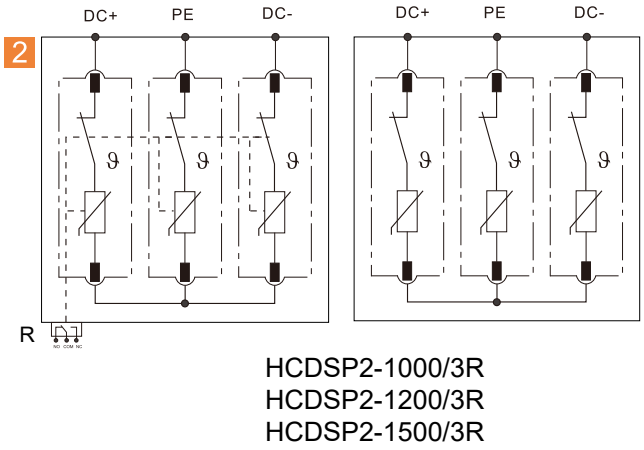 DC+ PE DC- DC+ PE DC-
2
ϑ ϑ ϑ ϑ ϑ ϑ
R
NO COM NC
HCDSP2-1000/3R
HCDSP2-1200/3R
HCDSP2-1500/3R